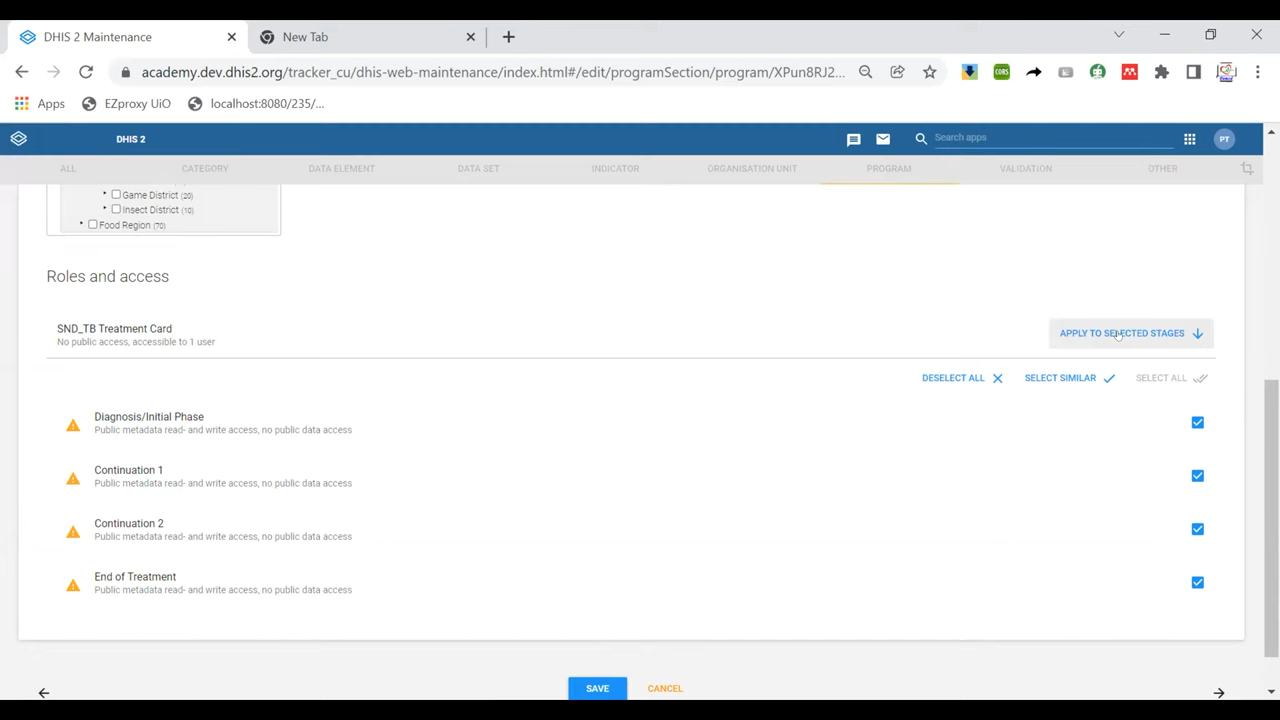 DHIS 2 Maintenance
New Tab
academy.dev.dhis2.org/tracker_cu/dhis-web-maintenance/index.html#/edit/programSection/program/XPun8RJ2...
CORS
Apps
EZproxy UiO
localhost:8080/235/...
DHIS 2
Search apps
PT
ALL
CATEGORY
DATA ELEMENT
DATA SET
INDICATOR
ORGANISATION UNIT
PROGRAM
VALIDATION
OTHER
Game District (20)
Insect District (10)
Food Region (70)
Roles and access
SND_TB Treatment Card
No public access, accessible to 1 user
APPLY TO SELECTED STAGES
DESELECT ALL
SELECT SIMILAR
SELECT ALL
Diagnosis/Initial Phase
Public metadata read- and write access, no public data access
Continuation 1
Public metadata read- and write access, no public data access
Continuation 2
Public metadata read- and write access, no public data access
End of Treatment
Public metadata read- and write access, no public data access
SAVE
CANCEL